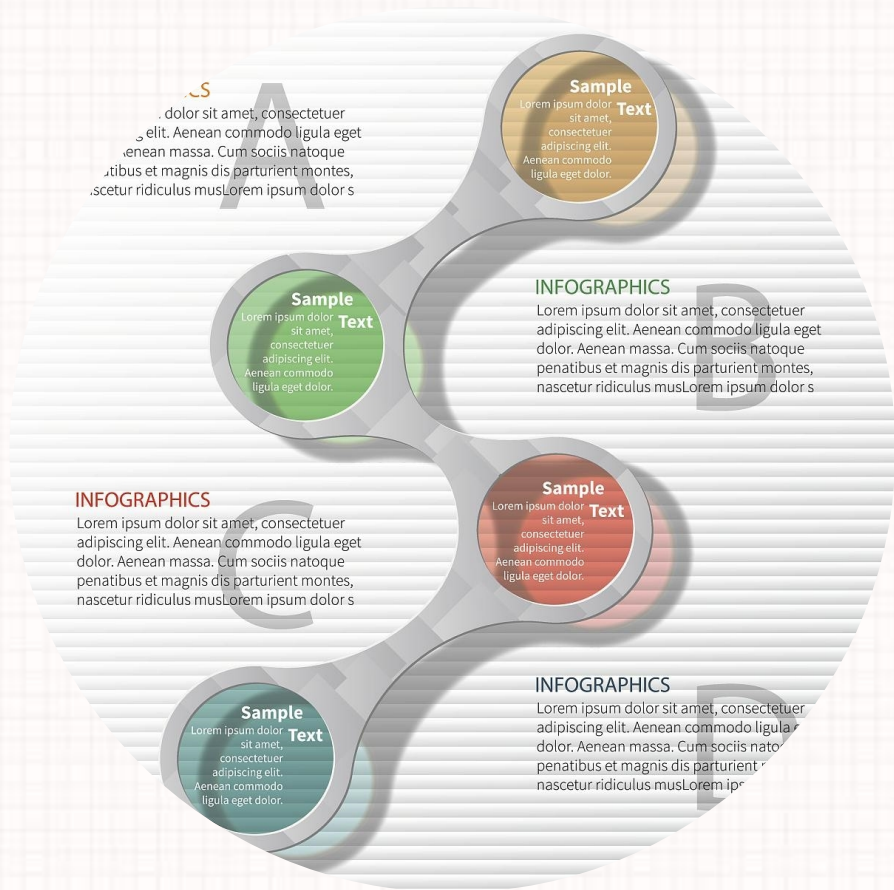 A
dolor sit amet, consectetuer
elit. Aenean commodo ligula eget
massa. Cum sociis natoque
et magnis dis parturient montes,
ridiculus musLorem ipsum dolor s
Sample
Text
Lorem ipsum dolor
sit amet,
consectetuer
adipiscing elit.
Aenean commodo
ligula eget dolor.
Sample
Text
Lorem ipsum dolor
sit amet,
consectetuer
adipiscing elit.
Aenean commodo
ligula eget dolor.
B
INFOGRAPHICS
Lorem ipsum dolor sit amet, consectetuer
adipiscing elit. Aenean commodo ligula eget
dolor. Aenean massa. Cum sociis natoque
penatibus et magnis dis parturient montes,
nascetur ridiculus musLorem ipsum dolor s
C
INFOGRAPHICS
Lorem ipsum dolor sit amet, consectetuer
adipiscing elit. Aenean commodo ligula eget
dolor. Aenean massa. Cum sociis natoque
penatibus et magnis dis parturient montes,
nascetur ridiculus musLorem ipsum dolor s
Sample
Text
Lorem ipsum dolor
sit amet,
consectetuer
adipiscing elit.
Aenean commodo
ligula eget dolor.
Sample
Text
Lorem ipsum dolor
sit amet,
consectetuer
adipiscing elit.
Aenean commodo
ligula eget dolor.
D
INFOGRAPHICS
Lorem ipsum dolor sit amet, consectetuer
adipiscing elit. Aenean commodo ligula
dolor. Aenean massa. Cum sociis
penatibus et magnis dis parturient
nascetur ridiculus musLorem